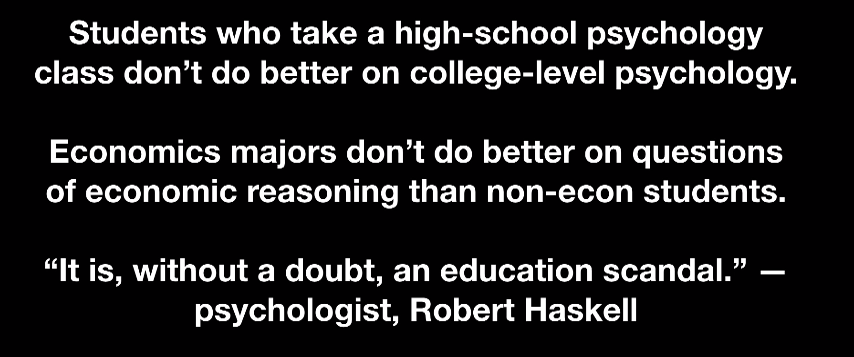 Students who take a high-school psychology
class don’t do better on college-level psychology.
Economics majors don’t do better on questions
of economic reasoning than non-econ students.
“It is, without a doubt, an education scandal.” —
psychologist, Robert Haskell